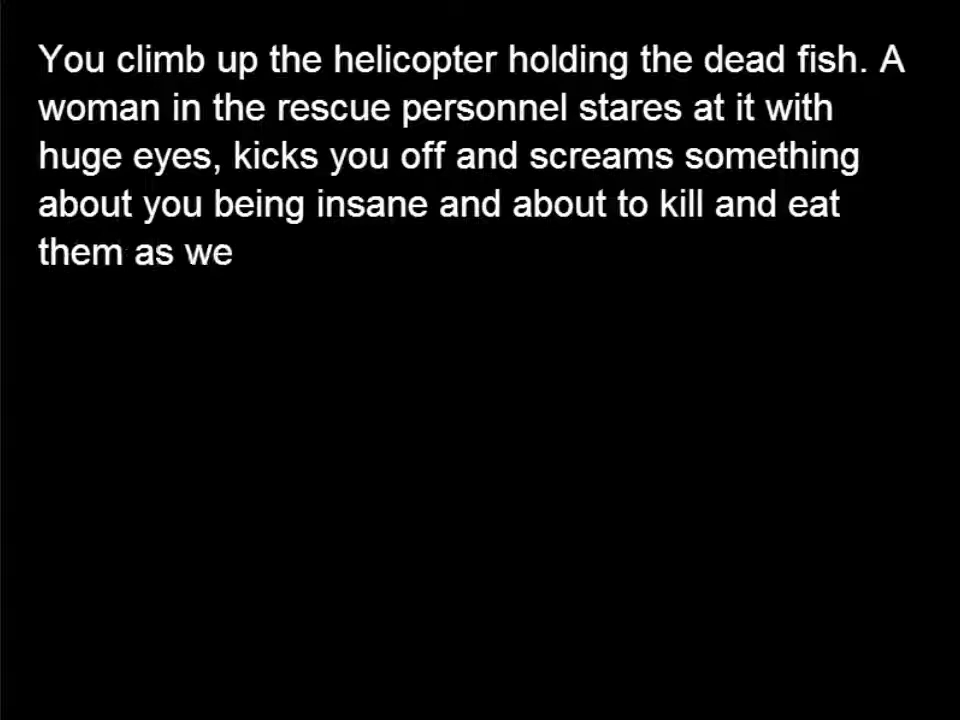 You climb up the helicopter holding the dead fish. A
woman in the rescue personnel stares at it with
huge eyes, kicks you off and screams something
about you being insane and about to kill and eat
them as we